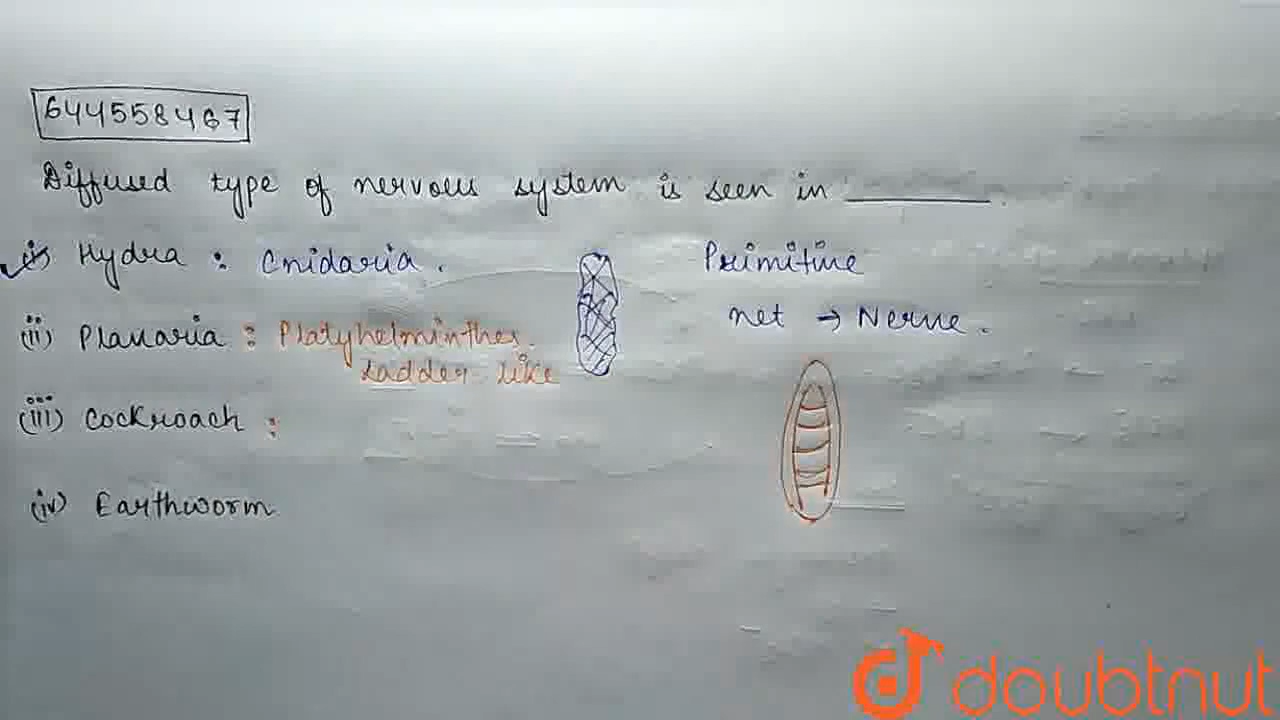 644558467
Diffused type of nervous system is seen in ______.
(i) Hydra : Cnidaria.
Primitive
net → Nerve.
(ii) Planaria : Platyhelminthes.
Ladder-like
(iii) Cockroach :
(iv) Earthworm
doubtnut